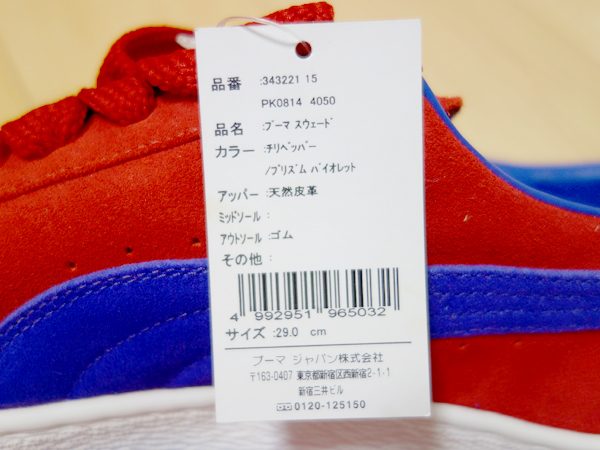 品番 :343221 15
PK0814 4050
品名 :ﾌﾟｰﾏ ｽｳｪｰﾄﾞ
カラー :ﾁﾘﾍﾟｯﾊﾟｰ
/ﾌﾟﾘｽﾞﾑ ﾊﾞｲｵﾚｯﾄ
アッパー :天然皮革
ﾐｯﾄﾞｿｰﾙ :
ｱｳﾄｿｰﾙ :ゴム
その他 :
4 992951 965032
サイズ :29.0 cm
プーマ ジャパン株式会社
〒163-0407 東京都新宿区西新宿2-1-1
新宿三井ビル
0120-125150